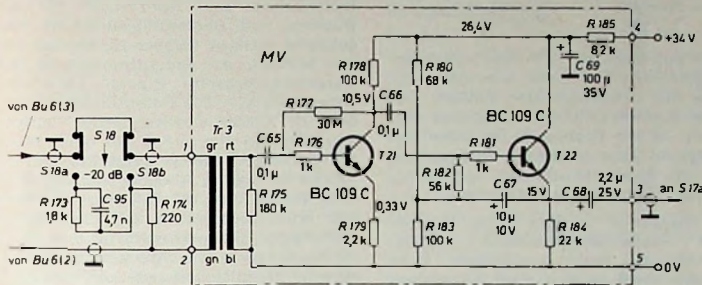 MV
26,4 V
R 185
8,2 k
4
+34 V
R 178
100 k
R 180
68 k
+
C 69
100 µ
35 V
von Bu 6 (3)
S 18
-20 dB
S 18a
S 18b
R 173
1,8 k
C 95
4,7 n
R 174
220
von Bu 6 (2)
1
2
Tr 3
gr rt
gn bl
R 175
180 k
C 65
0,1 µ
R 177
30 M
R 176
1 k
10,5 V
C 66
0,1 µ
T 21
BC 109 C
0,33 V
R 179
2,2 k
BC 109 C
R 181
1 k
T 22
R 182
56 k
C 67
+
10 µ
10 V
15 V
C 68
+
2,2 µ
25 V
3
an S 17a
R 183
100 k
R 184
22 k
5
0 V